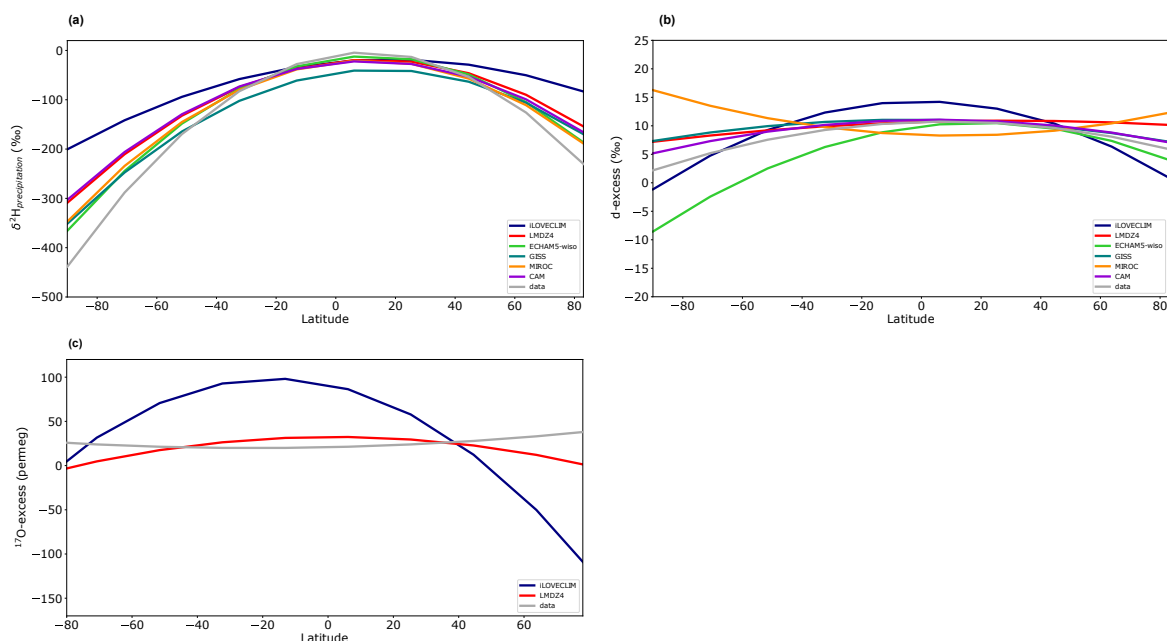 (a)
δ²H_precipitation (‰)
0
−100
−200
−300
−400
−500
−80 −60 −40 −20 0 20 40 60 80
Latitude
iLOVECLIM
LMDZ4
ECHAM5-wiso
GISS
MIROC
CAM
data
(b)
d-excess (‰)
25
20
15
10
5
0
−5
−10
−15
−20
−80 −60 −40 −20 0 20 40 60 80
Latitude
iLOVECLIM
LMDZ4
ECHAM5-wiso
GISS
MIROC
CAM
data
(c)
¹⁷O-excess (permeg)
100
50
0
−50
−100
−150
−80 −60 −40 −20 0 20 40 60
Latitude
iLOVECLIM
LMDZ4
data